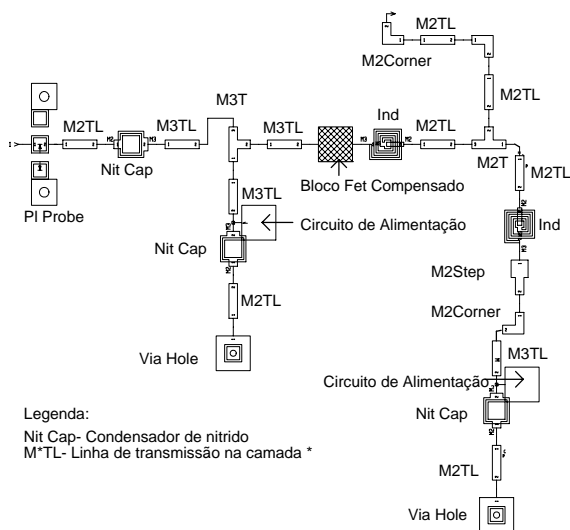 M2TL
M2Corner
M2TL
M3T
M2TL
M3TL
M3TL
Ind
M2TL
M2T
M2TL
Nit Cap
Bloco Fet Compensado
PI Probe
M3TL
Circuito de Alimentação
Nit Cap
Ind
M2Step
M2TL
M2Corner
Via Hole
M3TL
Circuito de Alimentação
Nit Cap
Legenda:
Nit Cap- Condensador de nitrido
M*TL- Linha de transmissão na camada *
M2TL
Via Hole